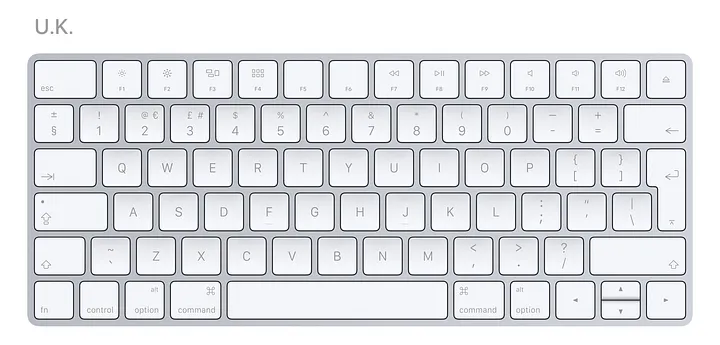 U.K.
esc F1 F2 F3 F4 F5 F6 F7 F8 F9 F10 F11 F12
± ! @ € £ # $ % ^ & * ( ) — +
§ 1 2 3 4 5 6 7 8 9 0 - =
Q W E R T Y U I O P { }
[ ]
A S D F G H J K L : " |
; ' \
~ Z X C V B N M < > ?
` , . /
alt ⌘ ⌘ alt
fn control option command command option